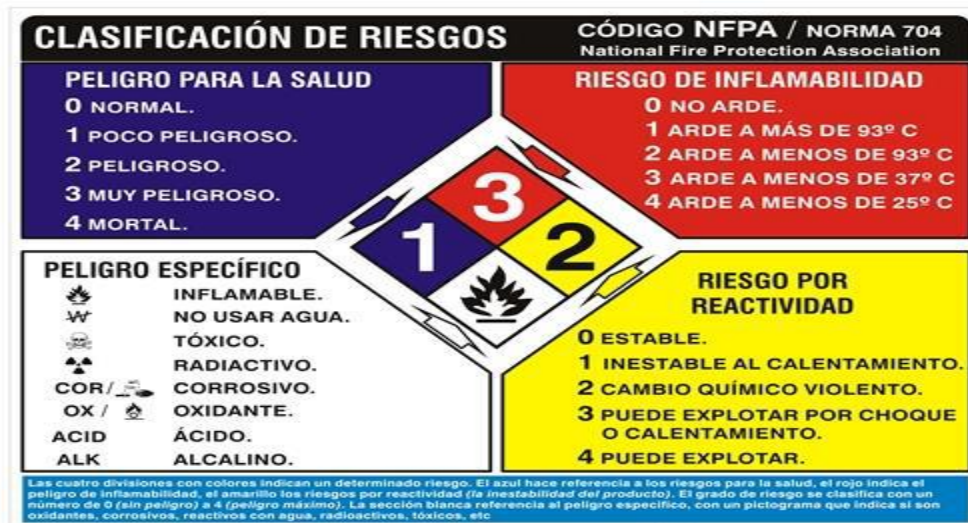 CLASIFICACIÓN DE RIESGOS
CÓDIGO NFPA / NORMA 704
National Fire Protection Association
PELIGRO PARA LA SALUD
0 NORMAL.
1 POCO PELIGROSO.
2 PELIGROSO.
3 MUY PELIGROSO.
4 MORTAL.
RIESGO DE INFLAMABILIDAD
0 NO ARDE.
1 ARDE A MÁS DE 93º C
2 ARDE A MENOS DE 93º C
3 ARDE A MENOS DE 37º C
4 ARDE A MENOS DE 25º C
3
1
2
PELIGRO ESPECÍFICO
INFLAMABLE.
W NO USAR AGUA.
TÓXICO.
RADIACTIVO.
COR/ CORROSIVO.
OX / OXIDANTE.
ACID ÁCIDO.
ALK ALCALINO.
RIESGO POR
REACTIVIDAD
0 ESTABLE.
1 INESTABLE AL CALENTAMIENTO.
2 CAMBIO QUÍMICO VIOLENTO.
3 PUEDE EXPLOTAR POR CHOQUE
O CALENTAMIENTO.
4 PUEDE EXPLOTAR.
Las cuatro divisiones con colores indican un determinado riesgo. El azul hace referencia a los riesgos para la salud, el rojo indica el
peligro de inflamabilidad, el amarillo los riesgos por reactividad (la inestabilidad del producto). El grado de riesgo se clasifica con un
número de 0 (sin peligro) a 4 (peligro máximo). La sección blanca referencia al peligro específico, con un pictograma que indica si son
oxidantes, corrosivos, reactivos con agua, radioactivos, tóxicos, etc